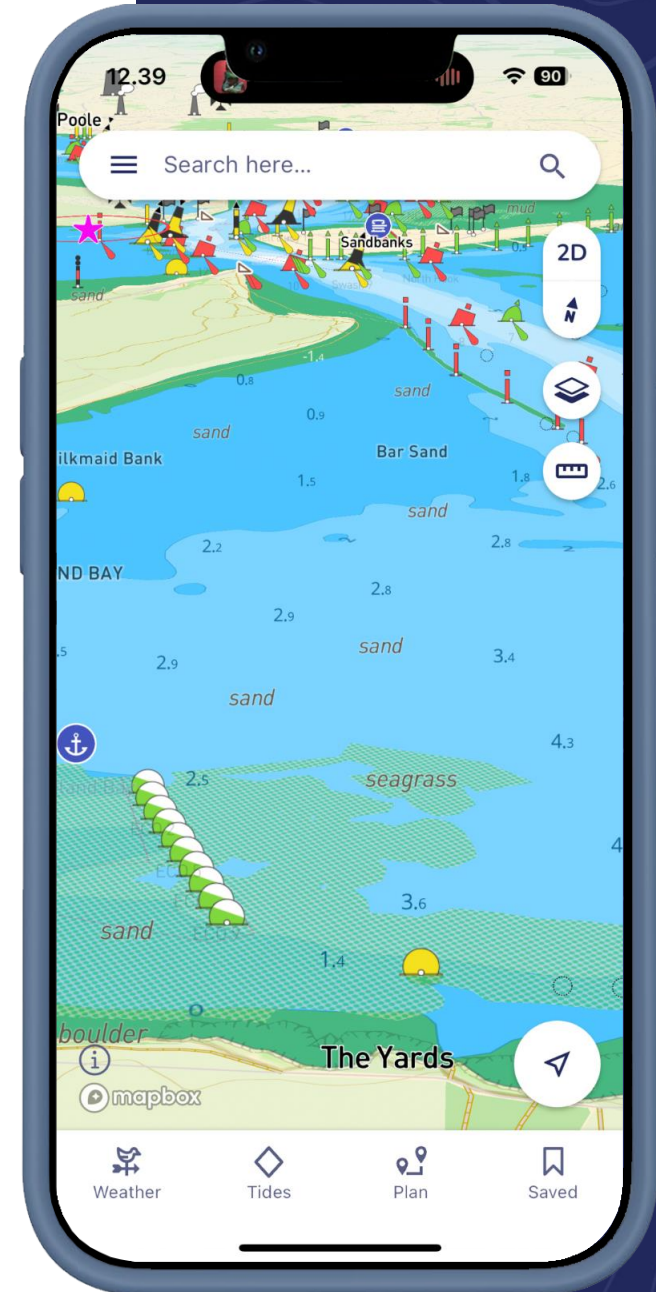 12.39
90
Poole
Search here...
mud
Sandbanks
2D
0.5
sand
N
-1.4
0.8
sand
0.9
sand
ilkmaid Bank
Bar Sand
1.5
1.8
2.6
sand
2.2
2.8
ND BAY
2.8
2.9
sand
.5
2.9
3.4
sand
4.3
2.5
seagrass
4
3.6
sand
1.4
boulder
The Yards
i
mapbox
Weather
Tides
Plan
Saved